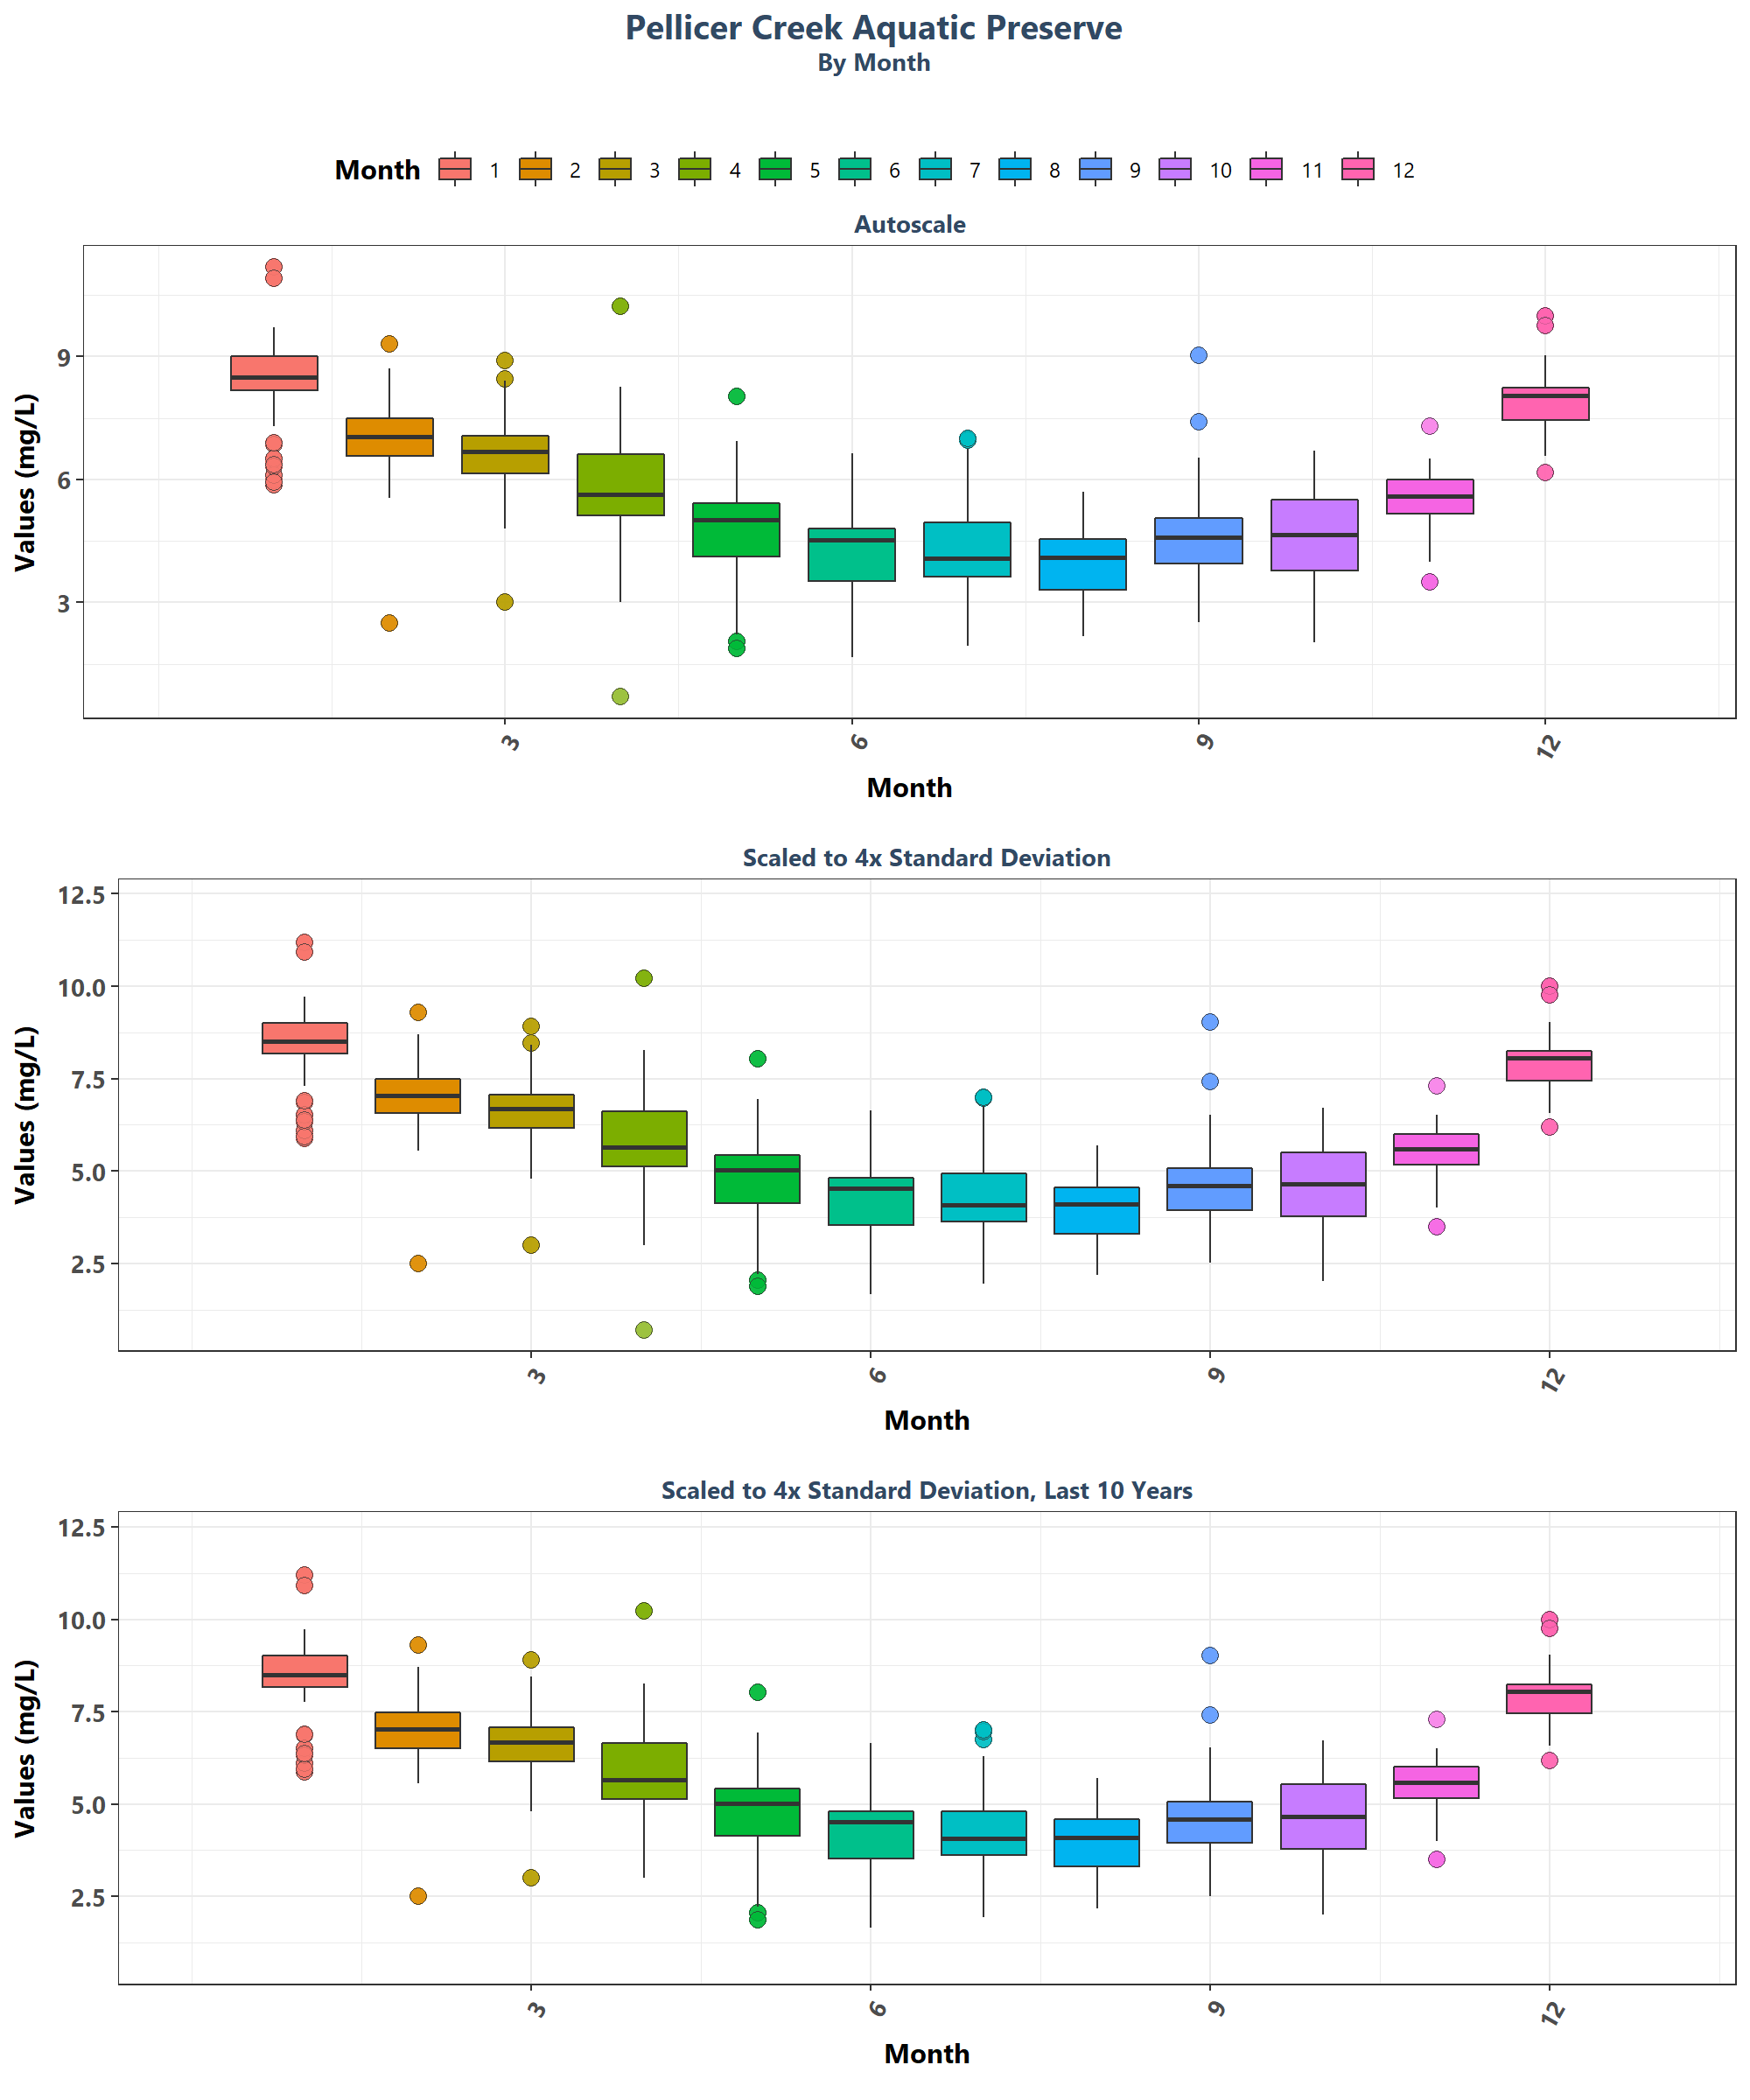 Pellicer Creek Aquatic Preserve
By Month
Month 1 2 3 4 5 6 7 8 9 10 11 12
Autoscale
Values (mg/L)
9
6
3
3 6 9 12
Month
Scaled to 4x Standard Deviation
Values (mg/L)
12.5
10.0
7.5
5.0
2.5
3 6 9 12
Month
Scaled to 4x Standard Deviation, Last 10 Years
Values (mg/L)
12.5
10.0
7.5
5.0
2.5
3 6 9 12
Month